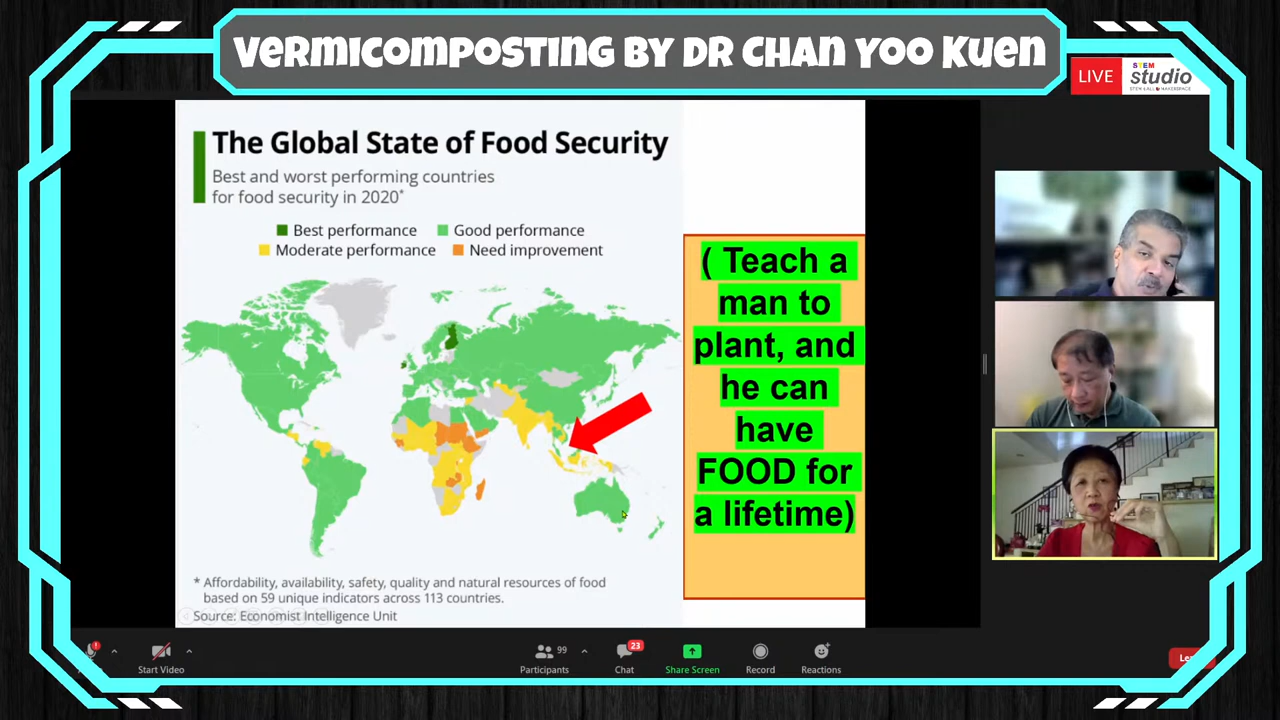 Vermicomposting by Dr Chan Yoo Kuen
LIVE
STEM
studio
The Global State of Food Security
Best and worst performing countries
for food security in 2020*
Best performance
Good performance
Moderate performance
Need improvement
( Teach a
man to
plant, and
he can
have
FOOD for
a lifetime)
* Affordability, availability, safety, quality and natural resources of food
based on 59 unique indicators across 113 countries.
Source: Economist Intelligence Unit
Start Video
99
Participants
23
Chat
Share Screen
Record
Reactions